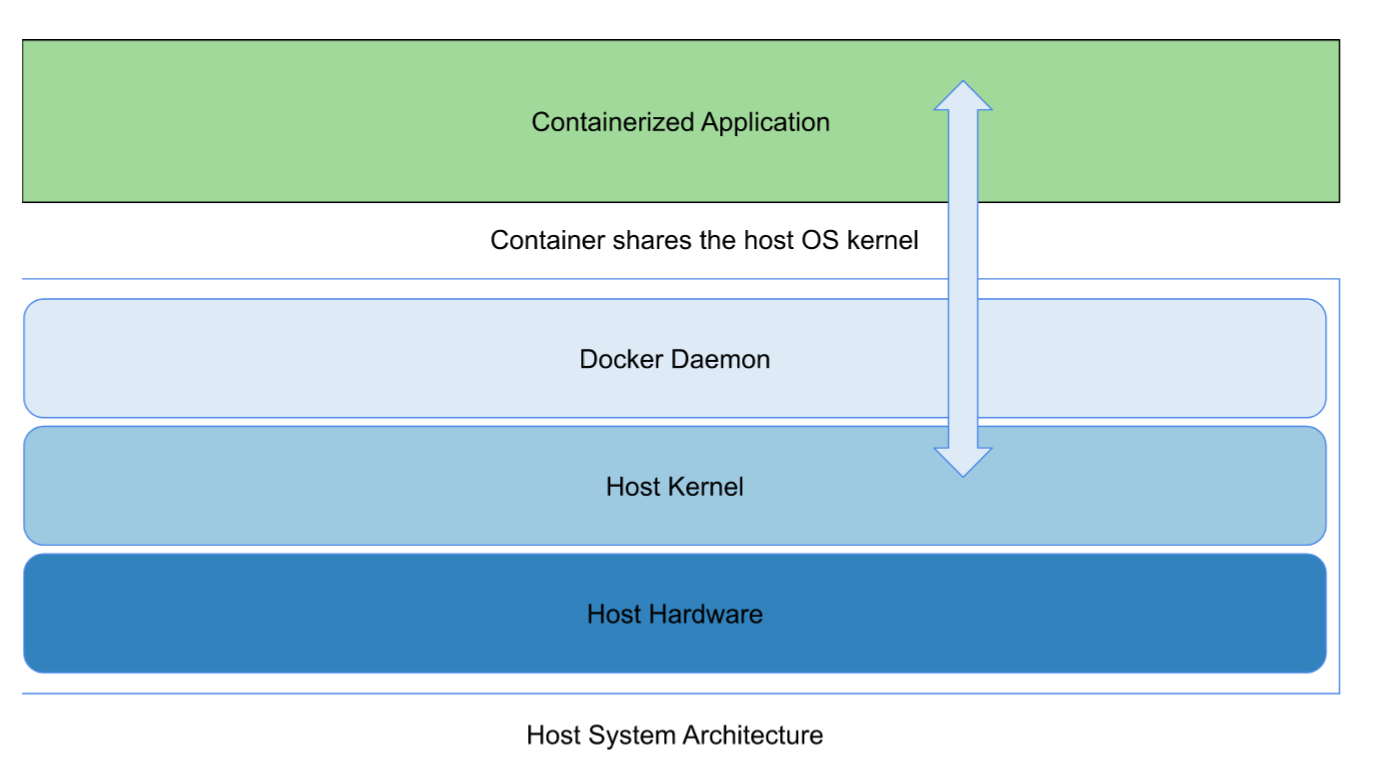 Containerized Application
Container shares the host OS kernel
Docker Daemon
Host Kernel
Host Hardware
Host System Architecture